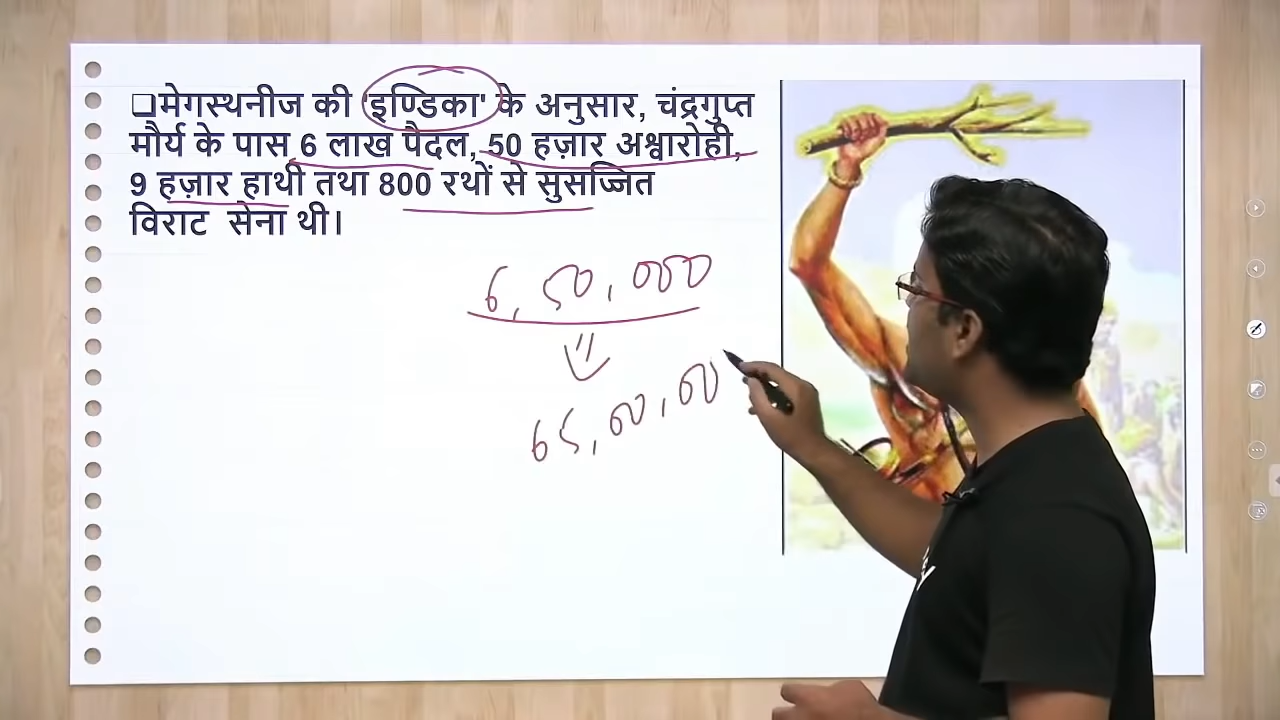 ❑मेगस्थनीज की 'इण्डिका' के अनुसार, चंद्रगुप्त
मौर्य के पास 6 लाख पैदल, 50 हज़ार अश्वारोही,
9 हज़ार हाथी तथा 800 रथों से सुसज्जित
विराट सेना थी।
6,50,000
65,00,00